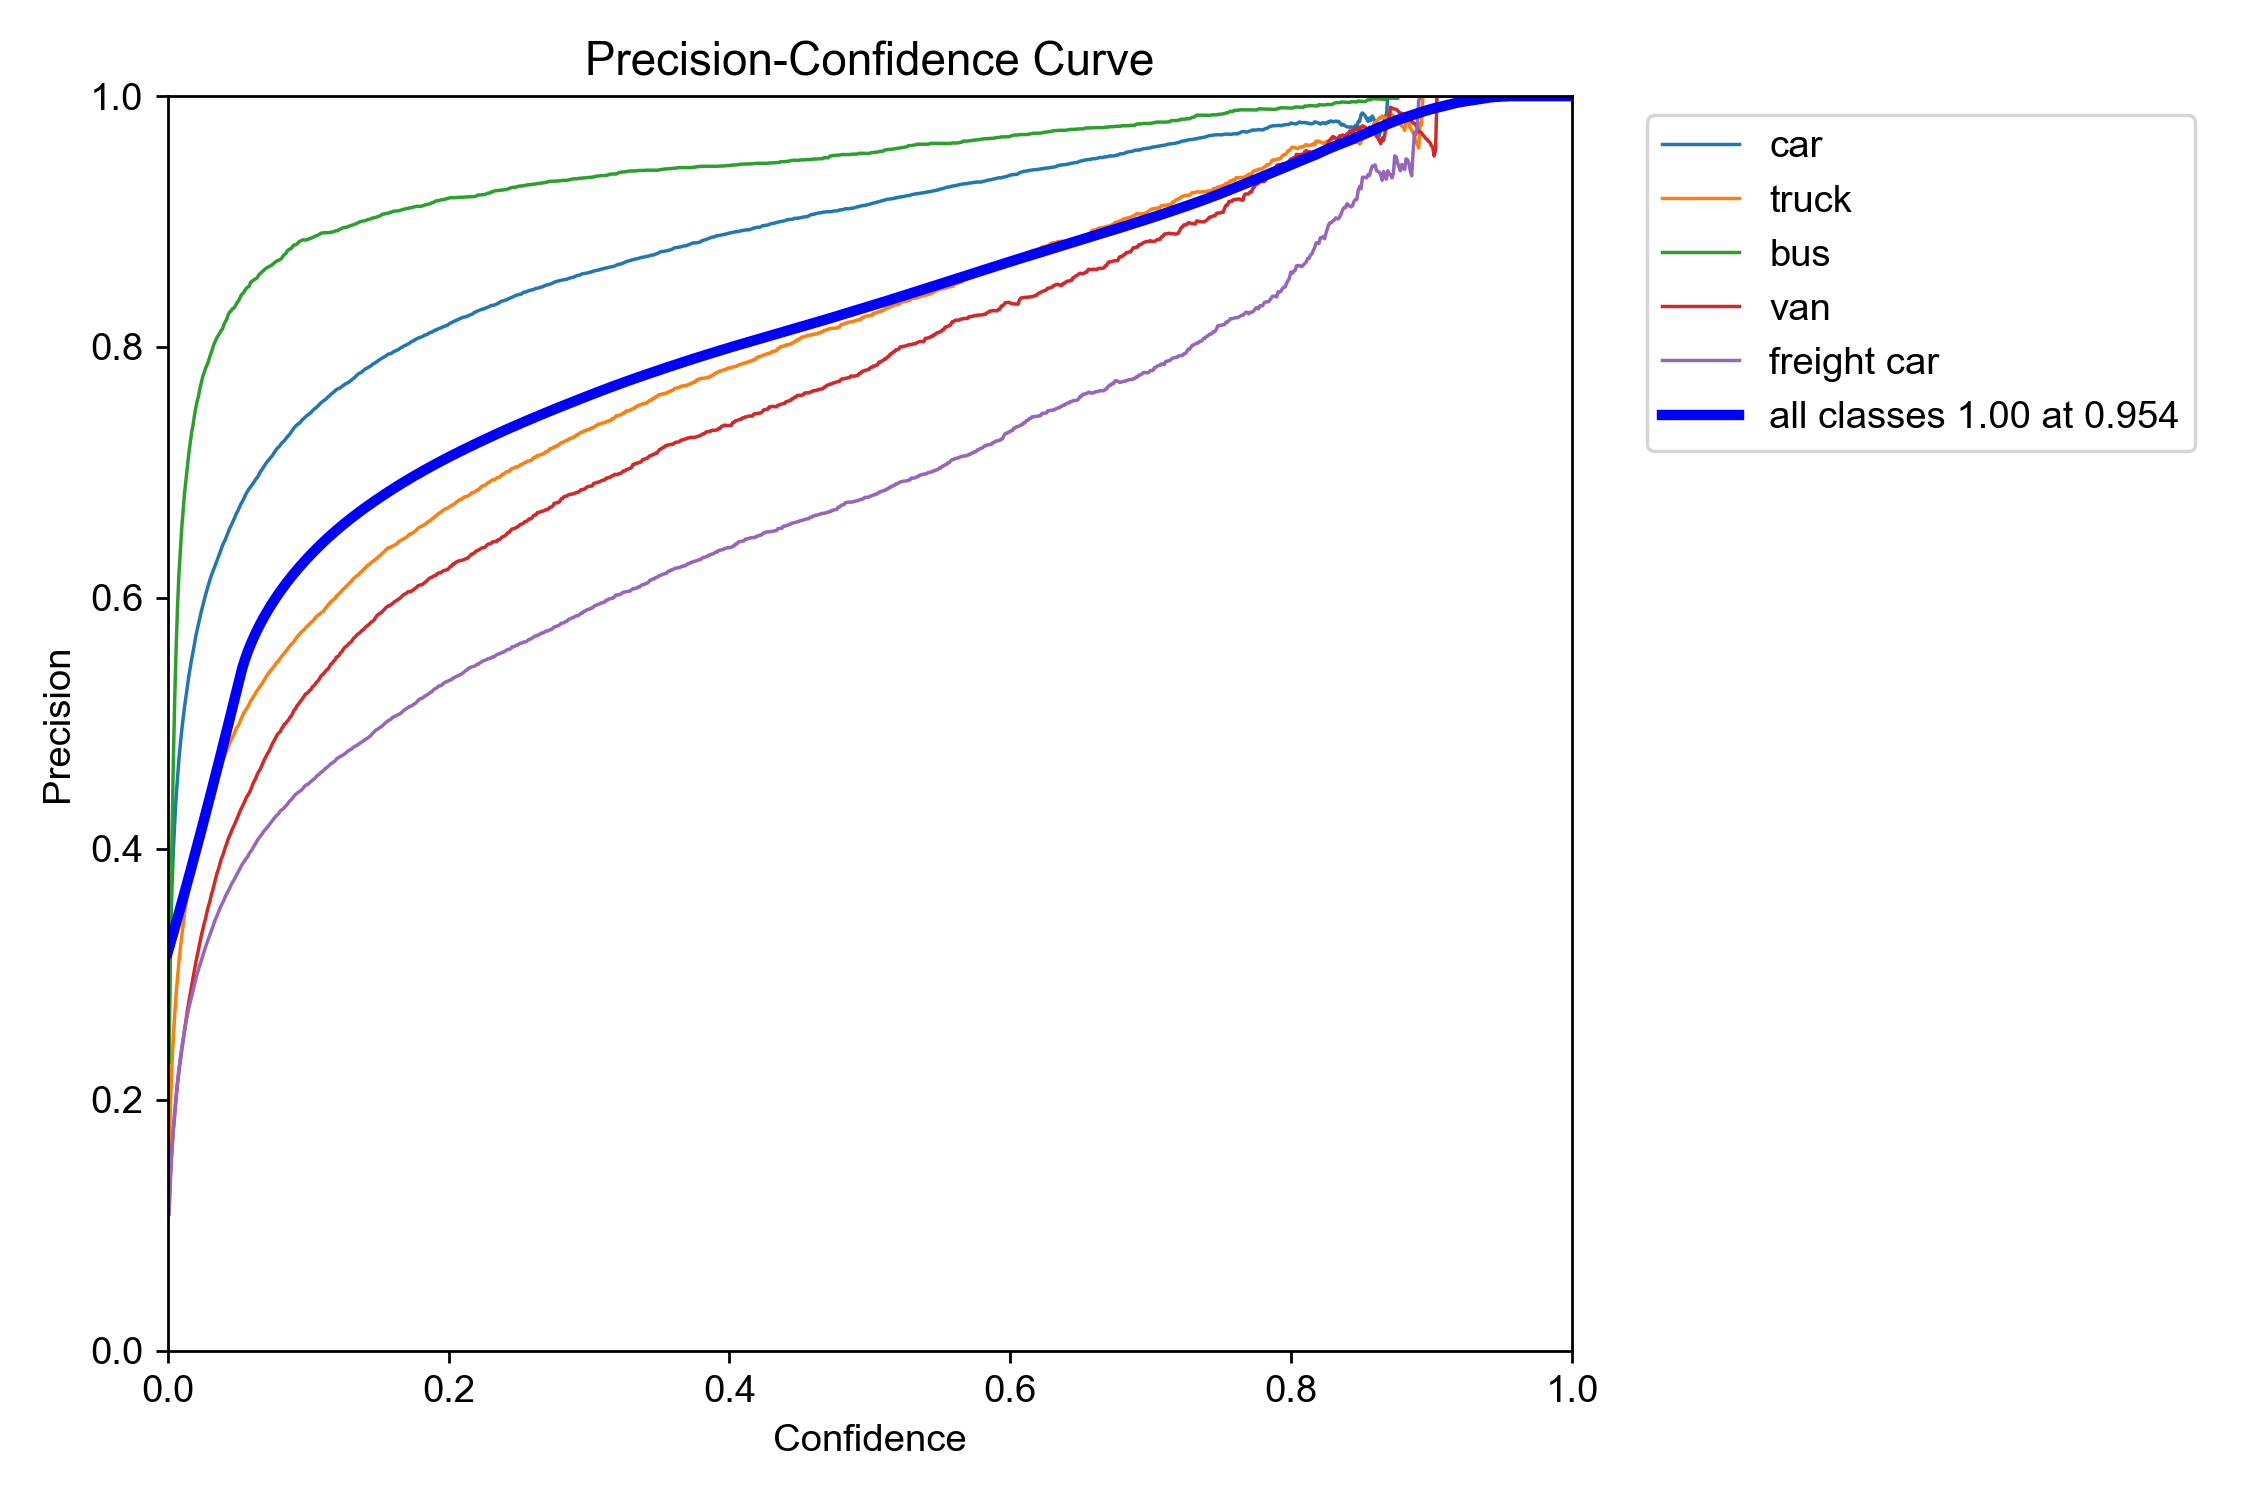 Precision-Confidence Curve
1.0
0.8
0.6
0.4
0.2
0.0
Precision
0.0 0.2 0.4 0.6 0.8 1.0
Confidence
car
truck
bus
van
freight car
all classes 1.00 at 0.954